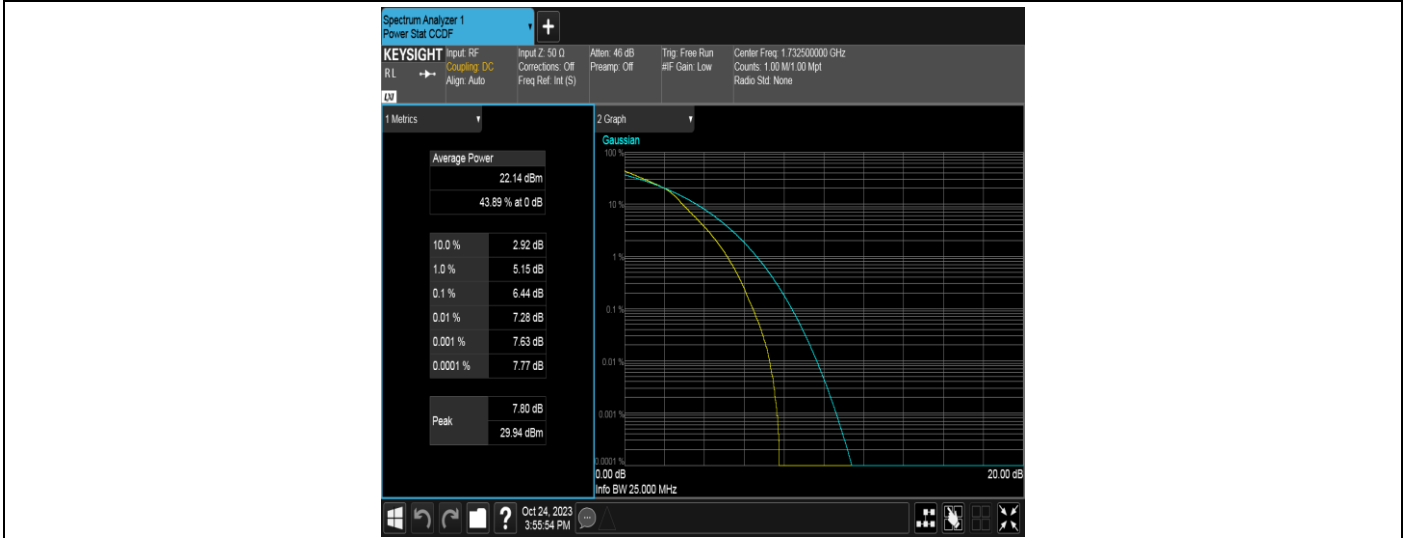 Spectrum Analyzer 1
Power Stat CCDF
+
KEYSIGHT
RL
LXI
Input: RF
Coupling: DC
Align: Auto
Input Z: 50 Ω
Corrections: Off
Freq Ref: Int (S)
Atten: 46 dB
Preamp: Off
Trig: Free Run
#IF Gain: Low
Center Freq: 1.732500000 GHz
Counts: 1.00 M/1.00 Mpt
Radio Std: None
1 Metrics
Average Power
22.14 dBm
43.89 % at 0 dB
10.0 % 2.92 dB
1.0 % 5.15 dB
0.1 % 6.44 dB
0.01 % 7.28 dB
0.001 % 7.63 dB
0.0001 % 7.77 dB
Peak
7.80 dB
29.94 dBm
2 Graph
Gaussian
100 %
10 %
1 %
0.1 %
0.01 %
0.001 %
0.0001 %
0.00 dB 20.00 dB
Info BW 25.000 MHz
?
Oct 24, 2023
3:55:54 PM